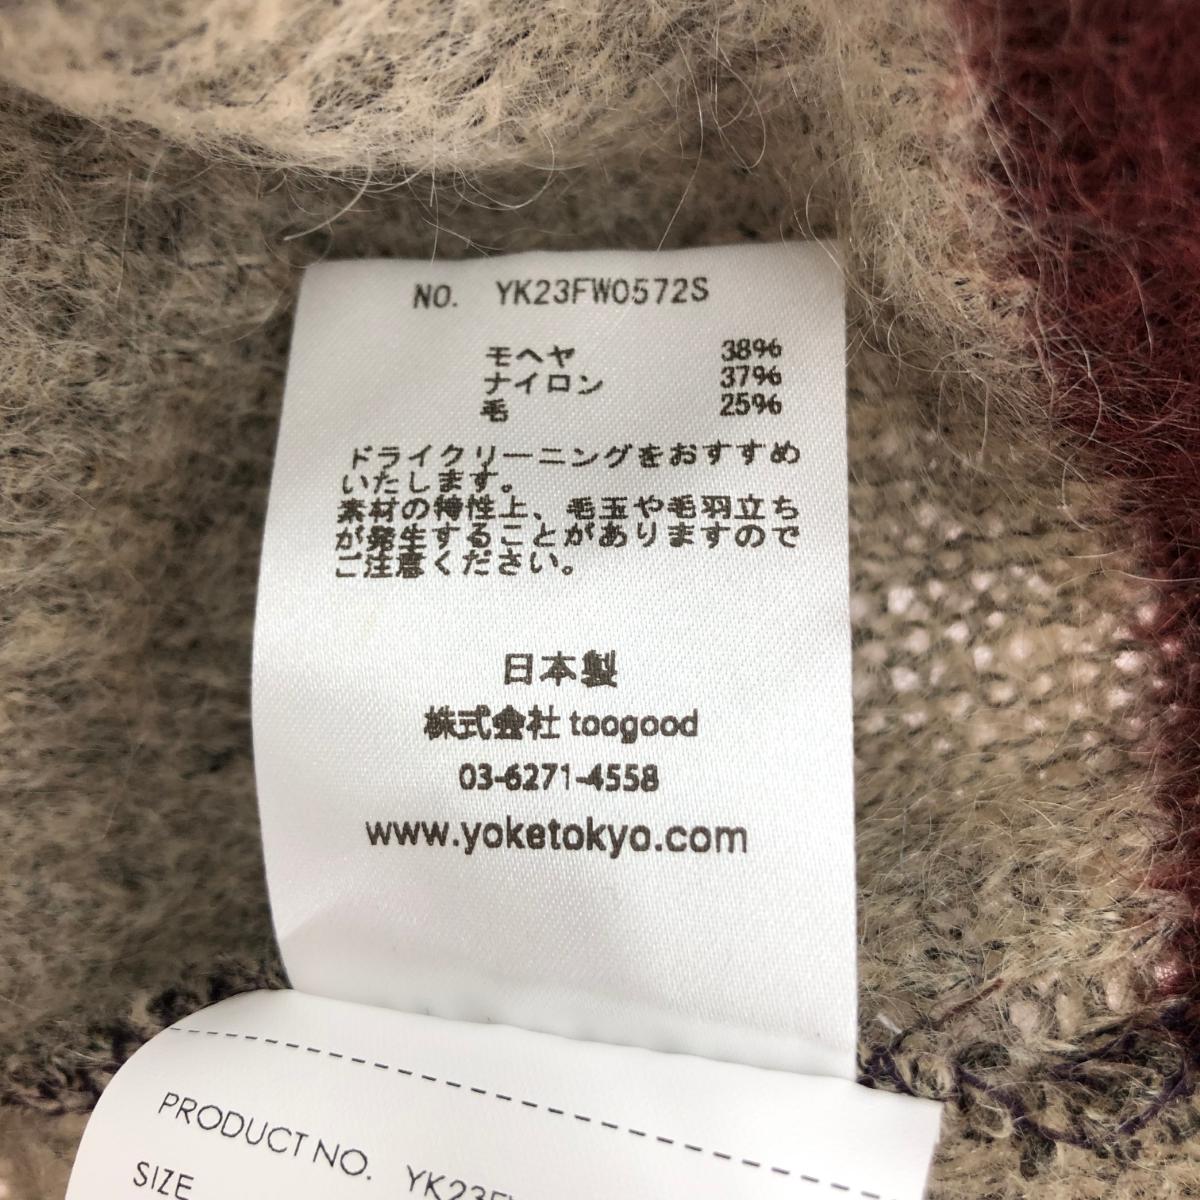 NO. YK23FW0572S
モヘヤ 38%
ナイロン 37%
毛 25%
ドライクリーニングをおすすめ
いたします。
素材の特性上、毛玉や毛羽立ち
が発生することがありますので
ご注意ください。
日本製
株式会社 toogood
03-6271-4558
www.yoketokyo.com
PRODUCT NO. YK23F
SIZE